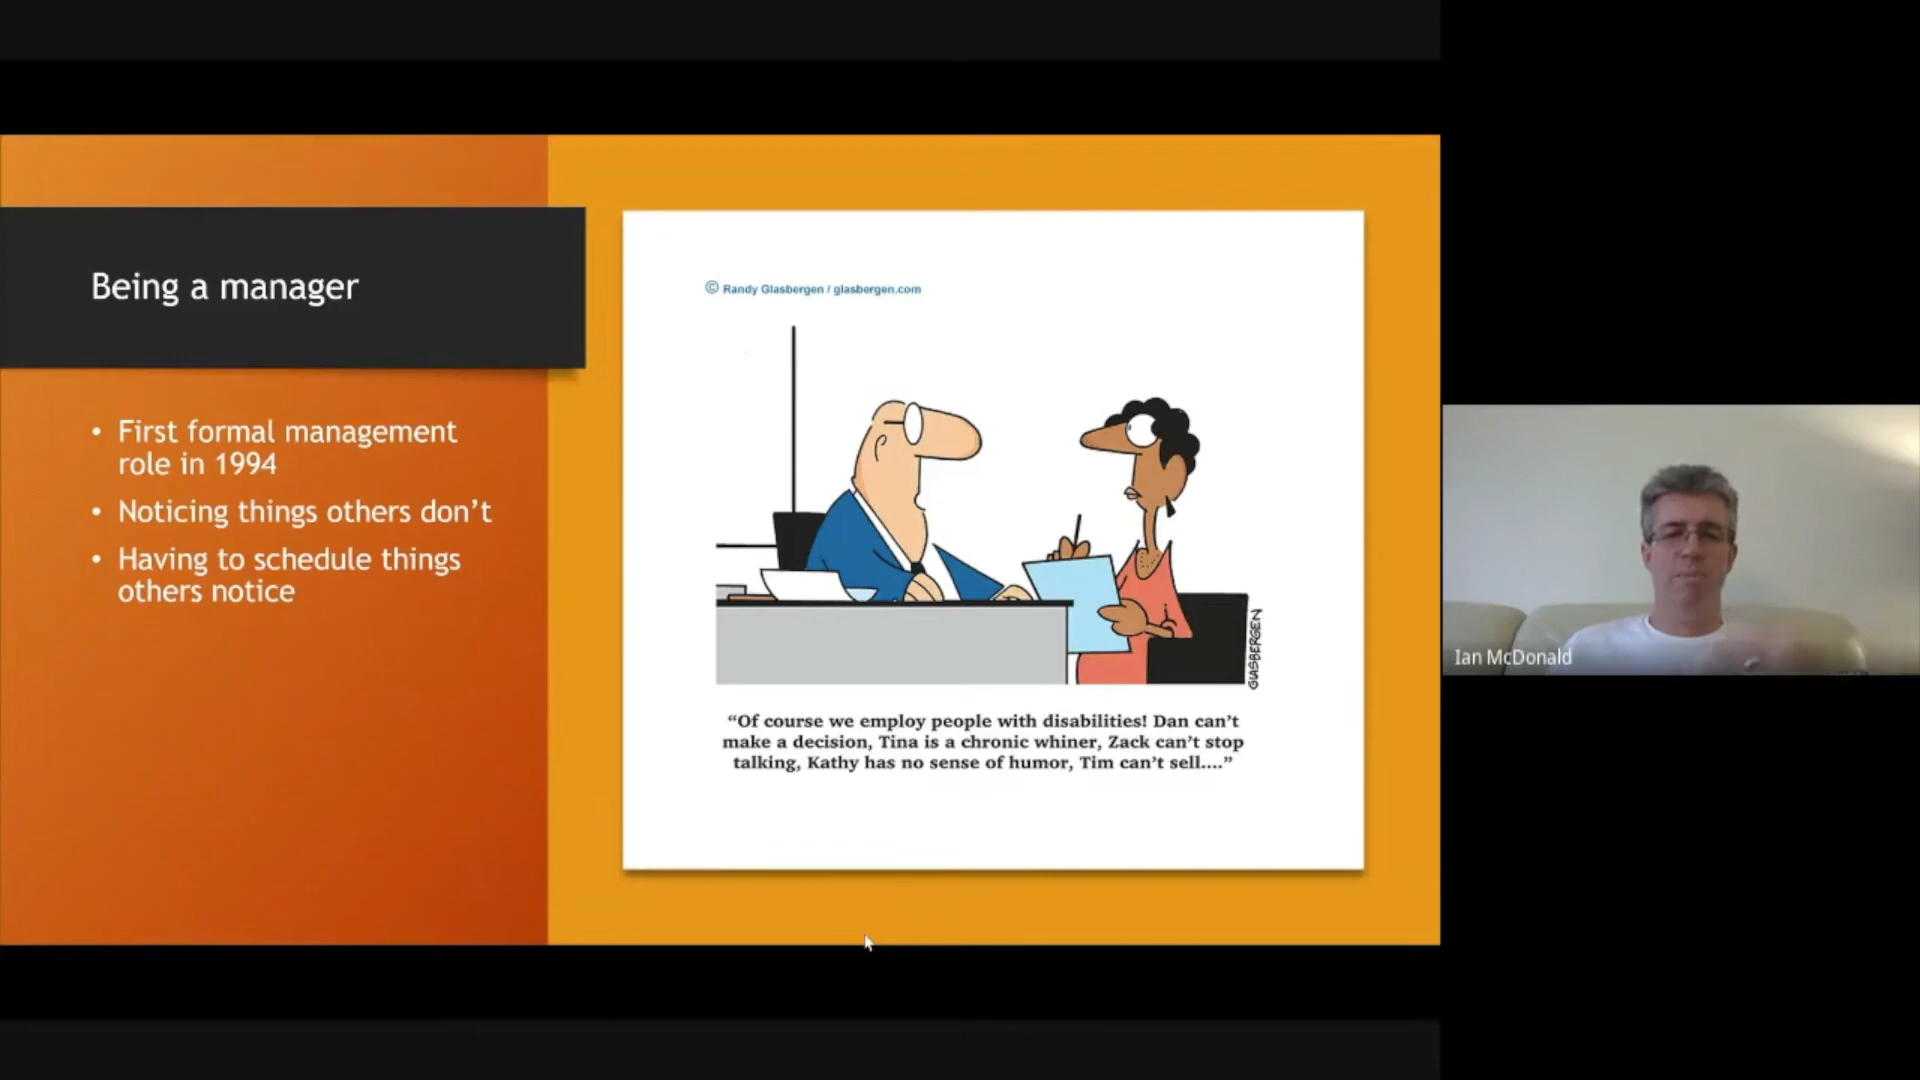 Being a manager
• First formal management
role in 1994
• Noticing things others don’t
• Having to schedule things
others notice
© Randy Glasbergen / glasbergen.com
GLASBERGEN
“Of course we employ people with disabilities! Dan can’t
make a decision, Tina is a chronic whiner, Zack can’t stop
talking, Kathy has no sense of humor, Tim can’t sell....”
Ian McDonald